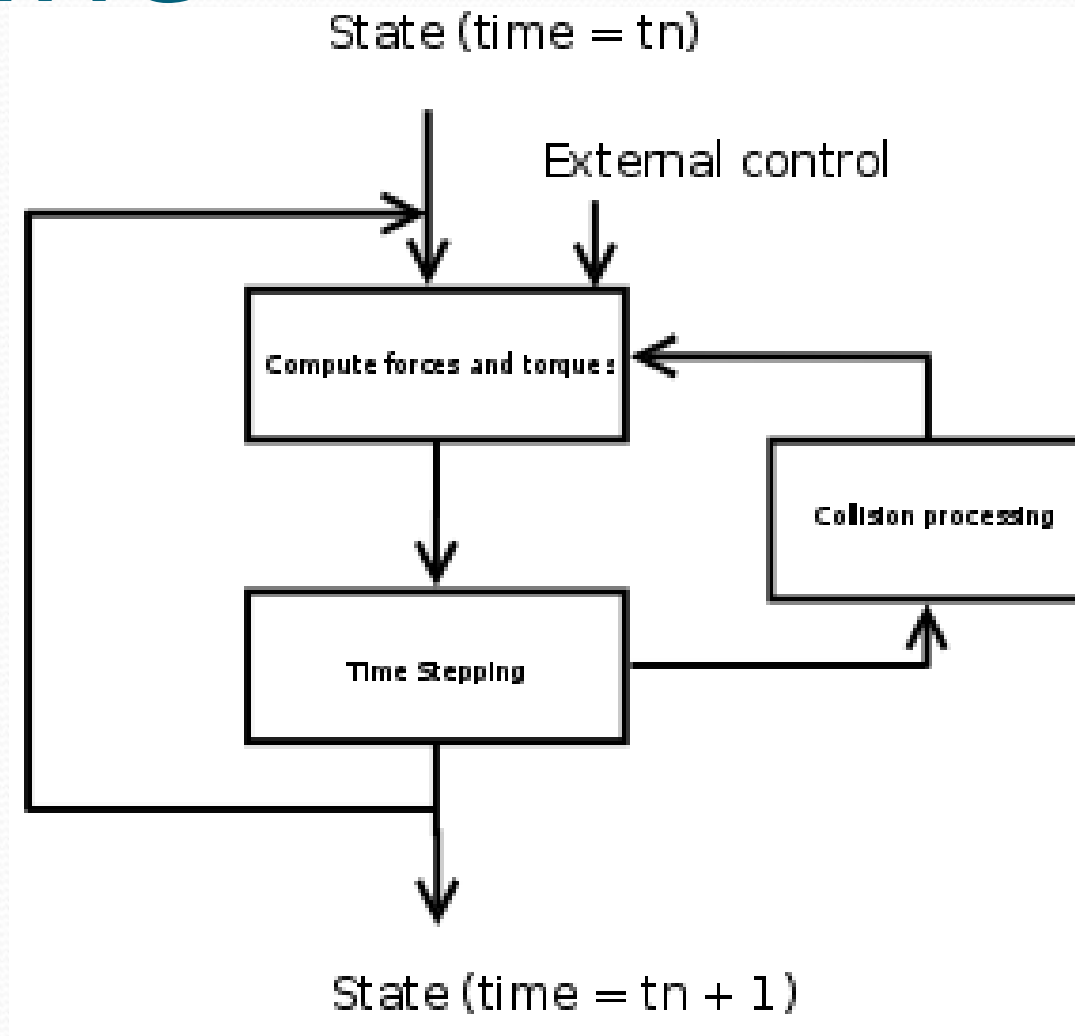 State (time = tn)
External control
Compute forces and torques
Collision processing
Time Stepping
State (time = tn + 1)